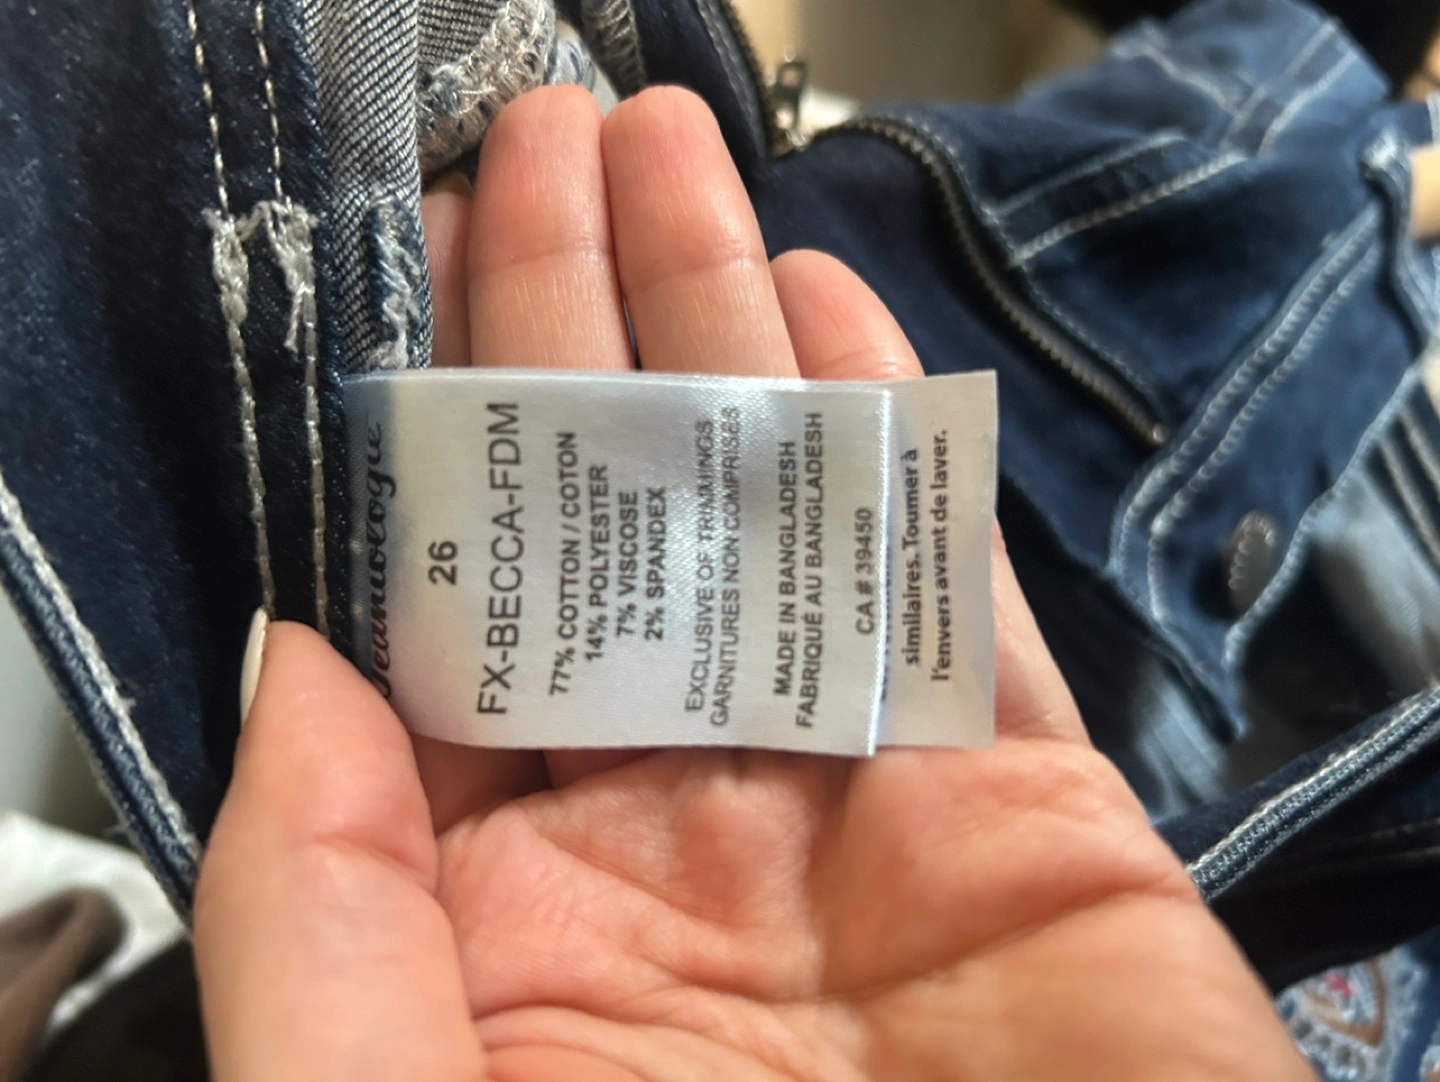 Jeanologie
26
FX-BECCA-FDM
77% COTTON / COTON
14% POLYESTER
7% VISCOSE
2% SPANDEX
EXCLUSIVE OF TRIMMINGS
GARNITURES NON COMPRISES
MADE IN BANGLADESH
FABRIQUÉ AU BANGLADESH
CA # 39450
similaires. Tourner à
l'envers avant de laver.